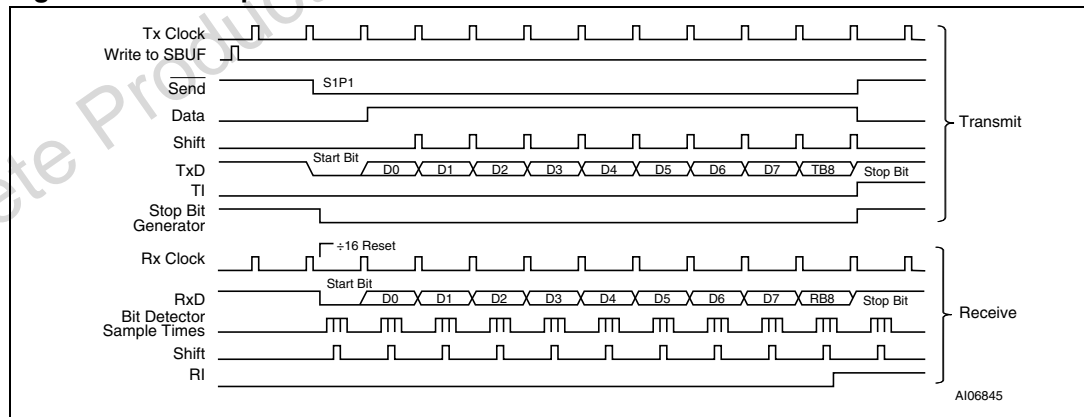 Tx Clock
Write to SBUF
Send
S1P1
Data
Transmit
Shift
Start Bit
TxD
D0 D1 D2 D3 D4 D5 D6 D7 TB8
Stop Bit
TI
Stop Bit
Generator
÷16 Reset
Rx Clock
Start Bit
RxD
D0 D1 D2 D3 D4 D5 D6 D7 RB8
Stop Bit
Bit Detector
Sample Times
Receive
Shift
RI
AI06845